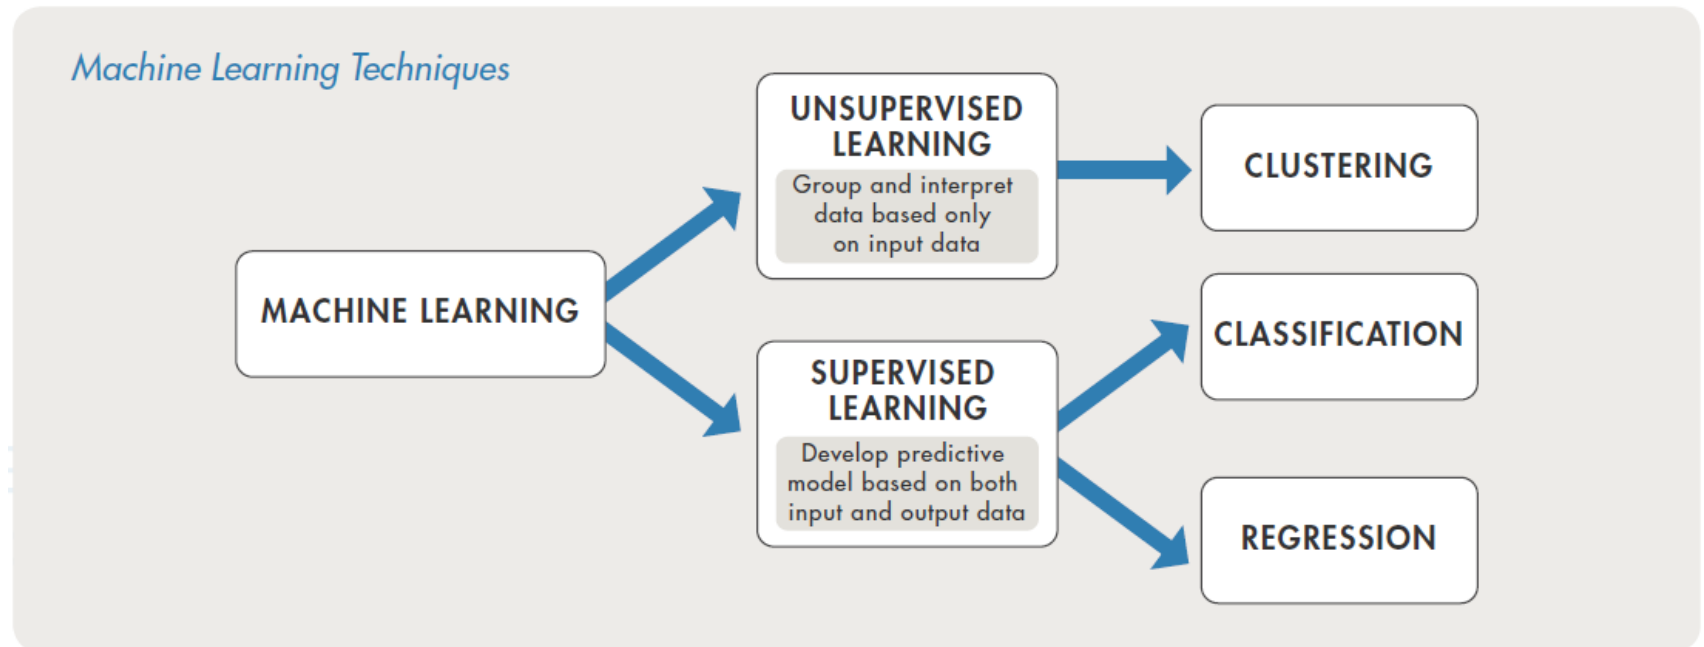 Machine Learning Techniques
MACHINE LEARNING
UNSUPERVISED
LEARNING
Group and interpret
data based only
on input data
SUPERVISED
LEARNING
Develop predictive
model based on both
input and output data
CLUSTERING
CLASSIFICATION
REGRESSION